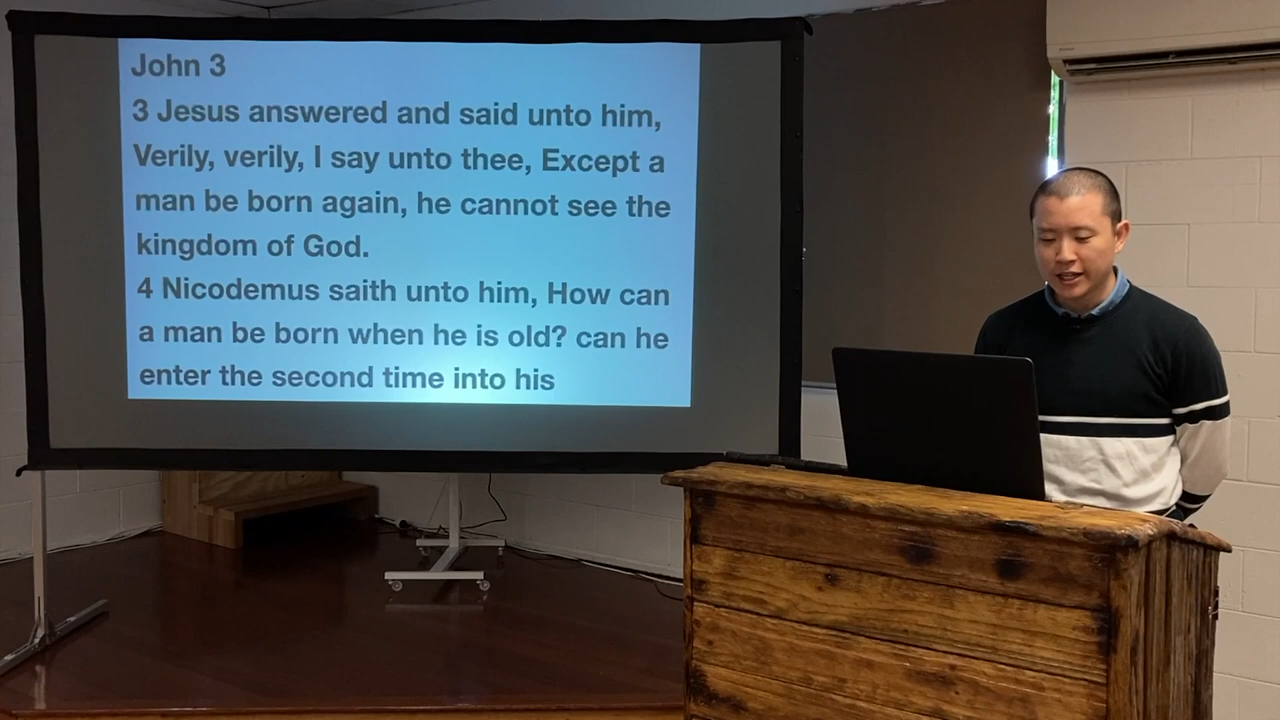 John 3
3 Jesus answered and said unto him,
Verily, verily, I say unto thee, Except a
man be born again, he cannot see the
kingdom of God.
4 Nicodemus saith unto him, How can
a man be born when he is old? can he
enter the second time into his